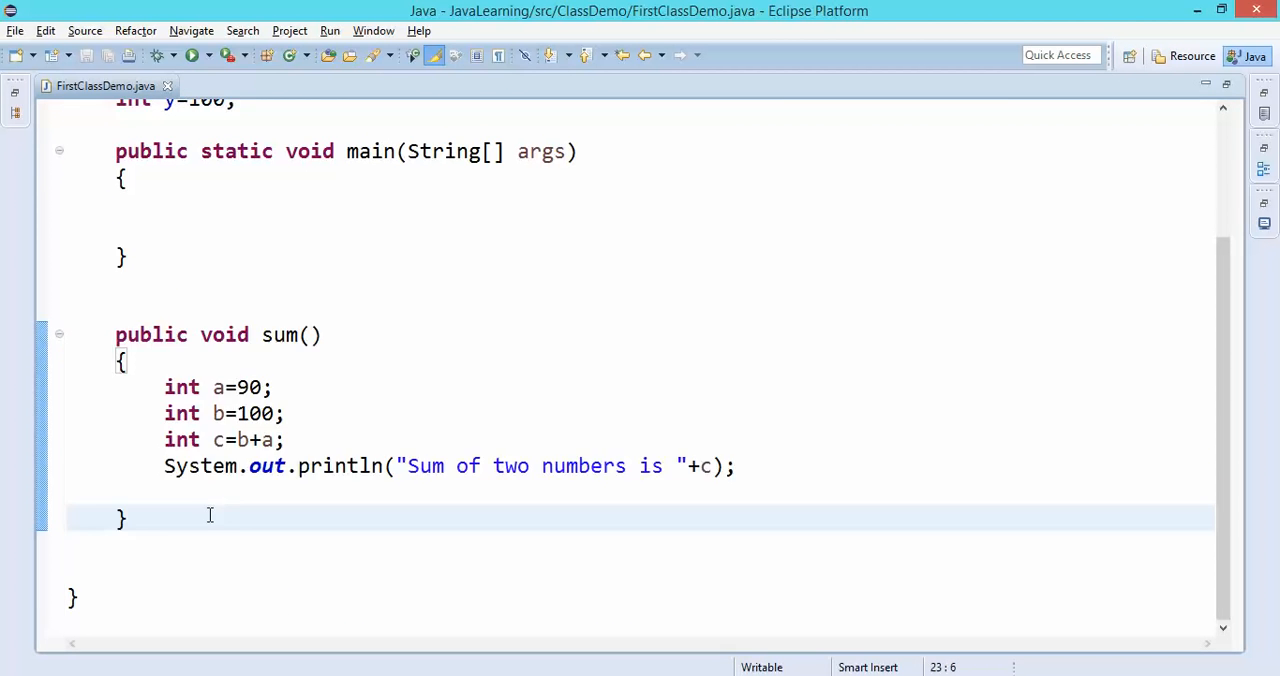 Java - JavaLearning/src/ClassDemo/FirstClassDemo.java - Eclipse Platform
File Edit Source Refactor Navigate Search Project Run Window Help
Quick Access Resource Java
FirstClassDemo.java
int y=100;
public static void main(String[] args)
{
}
public void sum()
{
int a=90;
int b=100;
int c=b+a;
System.out.println("Sum of two numbers is "+c);
}
}
Writable Smart Insert 23 : 6